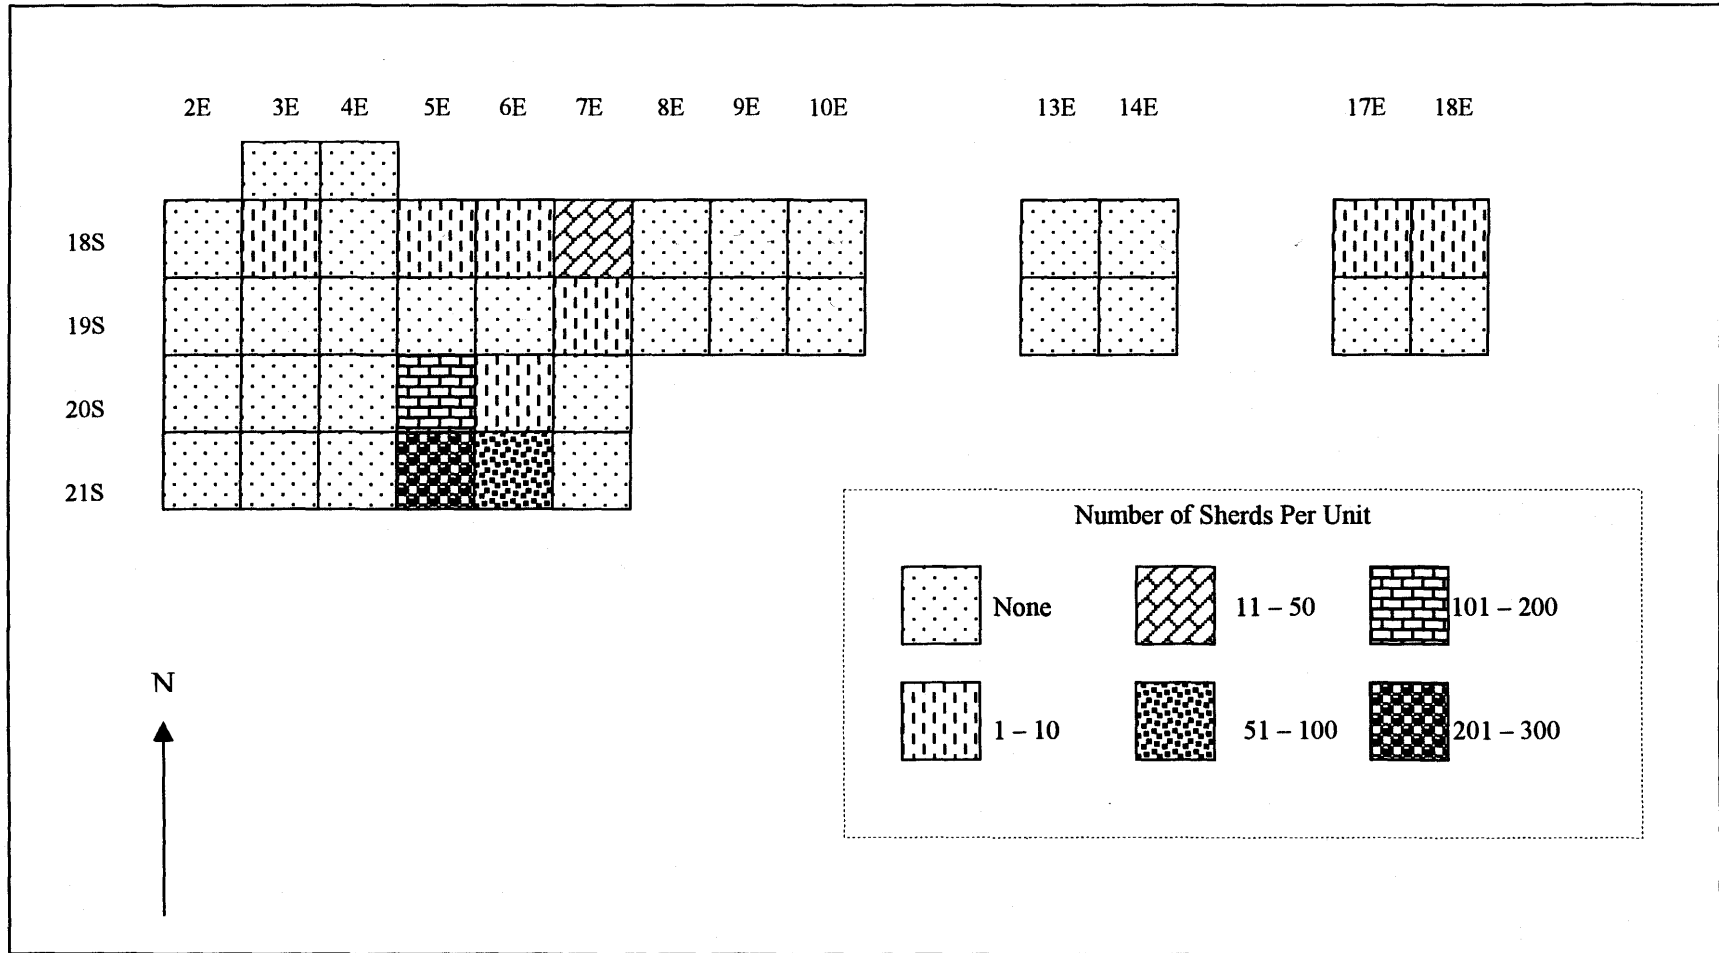 2E 3E 4E 5E 6E 7E 8E 9E 10E 13E 14E 17E 18E
18S
19S
20S
21S
Number of Sherds Per Unit
None 11 – 50 101 – 200
1 – 10 51 – 100 201 – 300
N